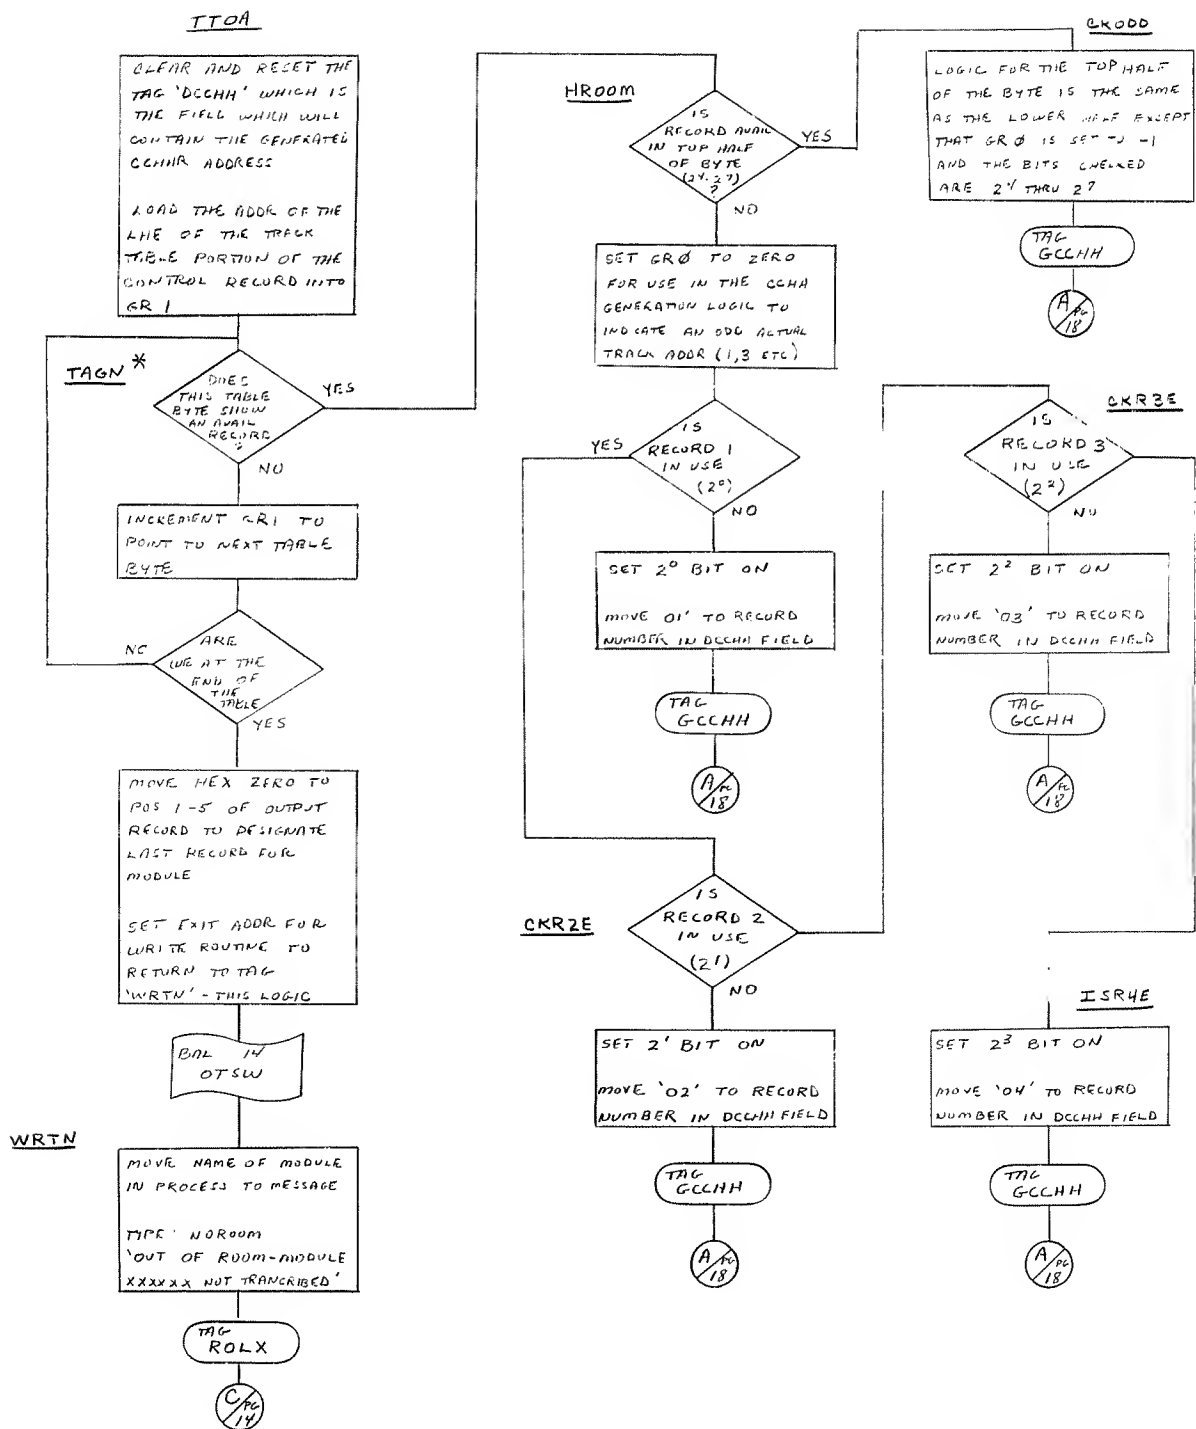 TTOA
CLEAR AND RESET THE
TAG 'DCCHH' WHICH IS
THE FIELD WHICH WILL
CONTAIN THE GENERATED
CCHHR ADDRESS
LOAD THE ADDR OF THE
LHE OF THE TRACK
TABLE PORTION OF THE
CONTROL RECORD INTO
GR 1
TAGN *
DOES
THIS TABLE
BYTE SHOW
AN AVAIL
RECORD
?
YES
NO
INCREMENT GR1 TO
POINT TO NEXT TABLE
BYTE
ARE
WE AT THE
END OF
THE
TABLE
NO
YES
MOVE HEX ZERO TO
POS 1-5 OF OUTPUT
RECORD TO DESIGNATE
LAST RECORD FOR
MODULE
SET EXIT ADDR FOR
WRITE ROUTINE TO
RETURN TO TAG
'WRTN' - THIS LOGIC
BAL 14
OTSW
WRTN
MOVE NAME OF MODULE
IN PROCESS TO MESSAGE
TYPE NOROOM
'OUT OF ROOM-MODULE
XXXXXX NOT TRANCRIBED'
TAG
ROLX
C/PG
14
HROOM
IS
RECORD AVAIL
IN TOP HALF
OF BYTE
(2⁴-2⁷)
?
YES
NO
SET GRØ TO ZERO
FOR USE IN THE CCHH
GENERATION LOGIC TO
INDICATE AN ODD ACTUAL
TRACK ADDR (1,3 ETC)
IS
RECORD 1
IN USE
(2⁰)
YES
NO
SET 2⁰ BIT ON
MOVE '01' TO RECORD
NUMBER IN DCCHH FIELD
TAG
GCCHH
A/PG
18
CKR2E
IS
RECORD 2
IN USE
(2¹)
NO
SET 2¹ BIT ON
MOVE '02' TO RECORD
NUMBER IN DCCHH FIELD
TAG
GCCHH
A/PG
18
CKODD
LOGIC FOR THE TOP HALF
OF THE BYTE IS THE SAME
AS THE LOWER HALF EXCEPT
THAT GR Ø IS SET TO -1
AND THE BITS CHECKED
ARE 2⁴ THRU 2⁷
TAG
GCCHH
A/PG
18
CKR3E
IS
RECORD 3
IN USE
(2²)
NO
SET 2² BIT ON
MOVE '03' TO RECORD
NUMBER IN DCCHH FIELD
TAG
GCCHH
A/PG
18
ISR4E
SET 2³ BIT ON
MOVE '04' TO RECORD
NUMBER IN DCCHH FIELD
TAG
GCCHH
A/PG
18